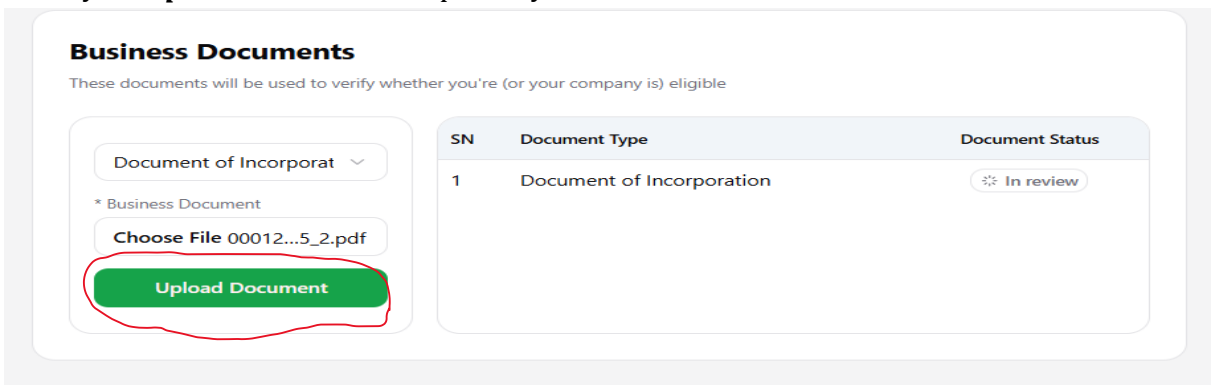 Business Documents
These documents will be used to verify whether you're (or your company is) eligible
Document of Incorporat
* Business Document
Choose File 00012...5_2.pdf
Upload Document
SN Document Type Document Status
1 Document of Incorporation In review